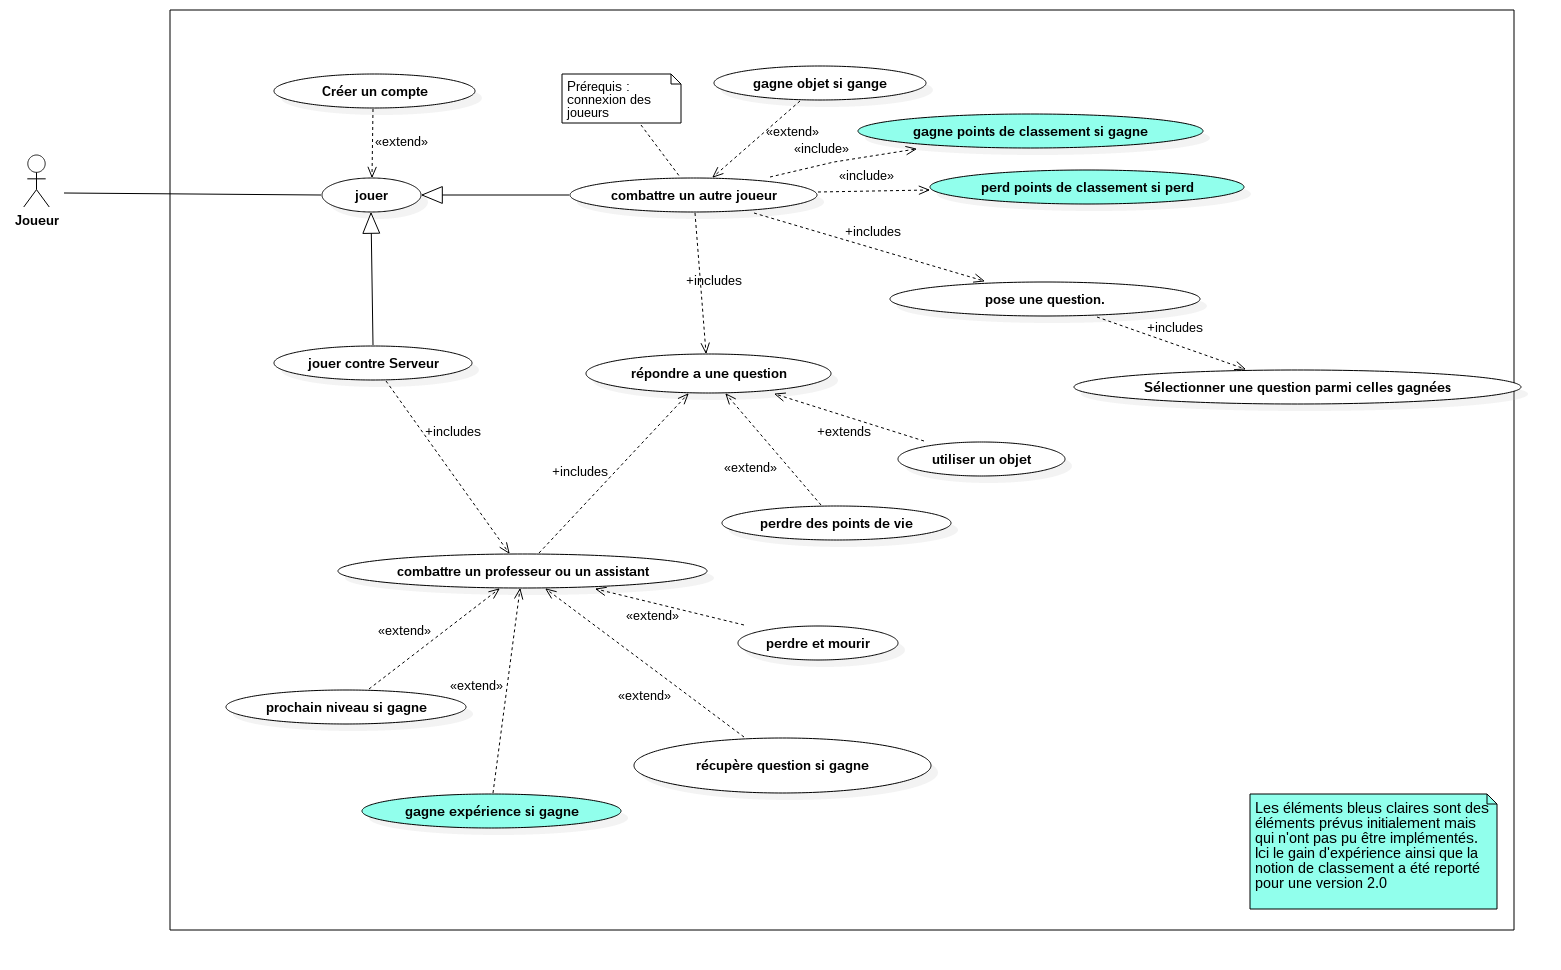 gagne objet si gange
Prérequis :
connexion des
joueurs
Créer un compte
gagne points de classement si gagne
«extend»
«extend»
«include»
«include»
perd points de classement si perd
jouer
combattre un autre joueur
Joueur
+includes
+includes
pose une question.
+includes
jouer contre Serveur
répondre a une question
Sélectionner une question parmi celles gagnées
+includes
+extends
utiliser un objet
+includes
«extend»
perdre des points de vie
combattre un professeur ou un assistant
«extend»
«extend»
perdre et mourir
«extend»
«extend»
prochain niveau si gagne
récupère question si gagne
gagne expérience si gagne
Les éléments bleus claires sont des
éléments prévus initialement mais
qui n'ont pas pu être implémentés.
Ici le gain d'expérience ainsi que la
notion de classement a été reporté
pour une version 2.0